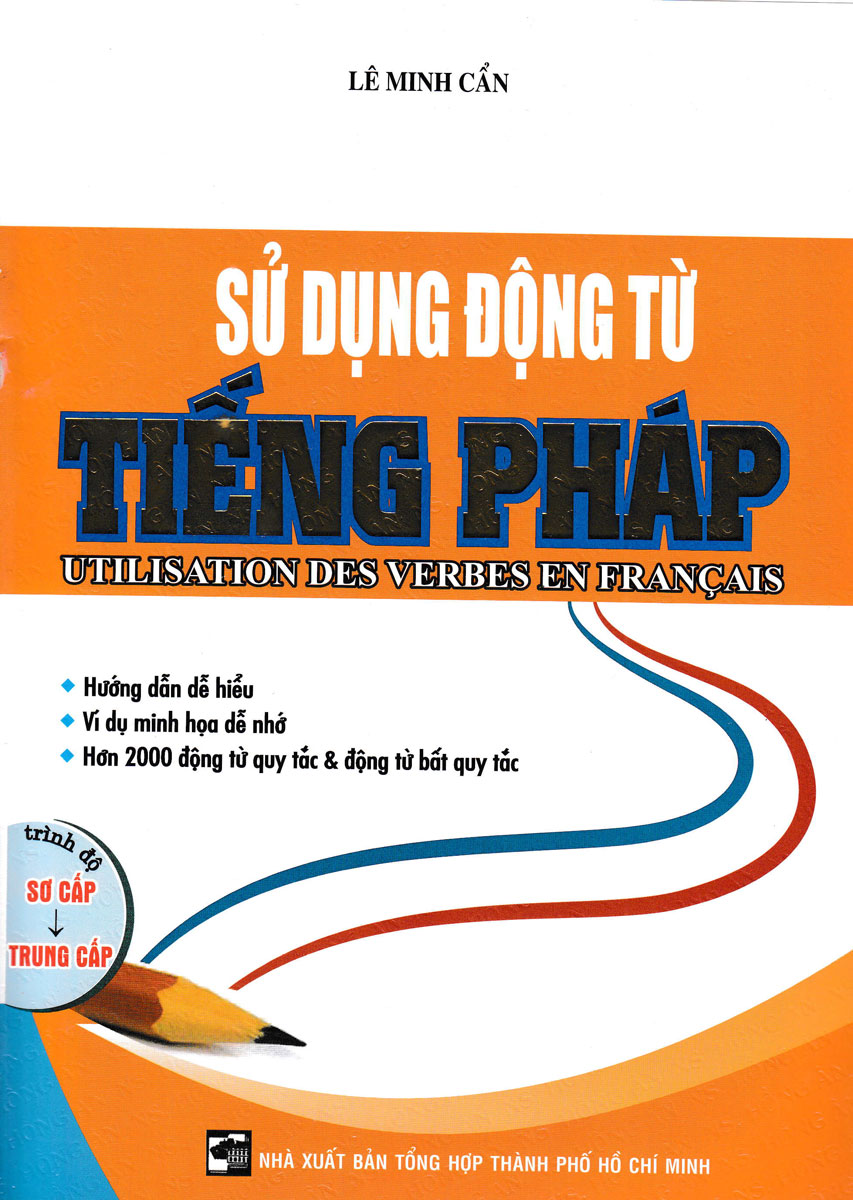 LÊ MINH CẨN
SỬ DỤNG ĐỘNG TỪ
TIẾNG PHÁP
UTILISATION DES VERBES EN FRANÇAIS
Hướng dẫn dễ hiểu
Ví dụ minh họa dễ nhớ
Hơn 2000 động từ quy tắc & động từ bất quy tắc
trình độ
SƠ CẤP
↓
TRUNG CẤP
NHÀ XUẤT BẢN TỔNG HỢP THÀNH PHỐ HỒ CHÍ MINH